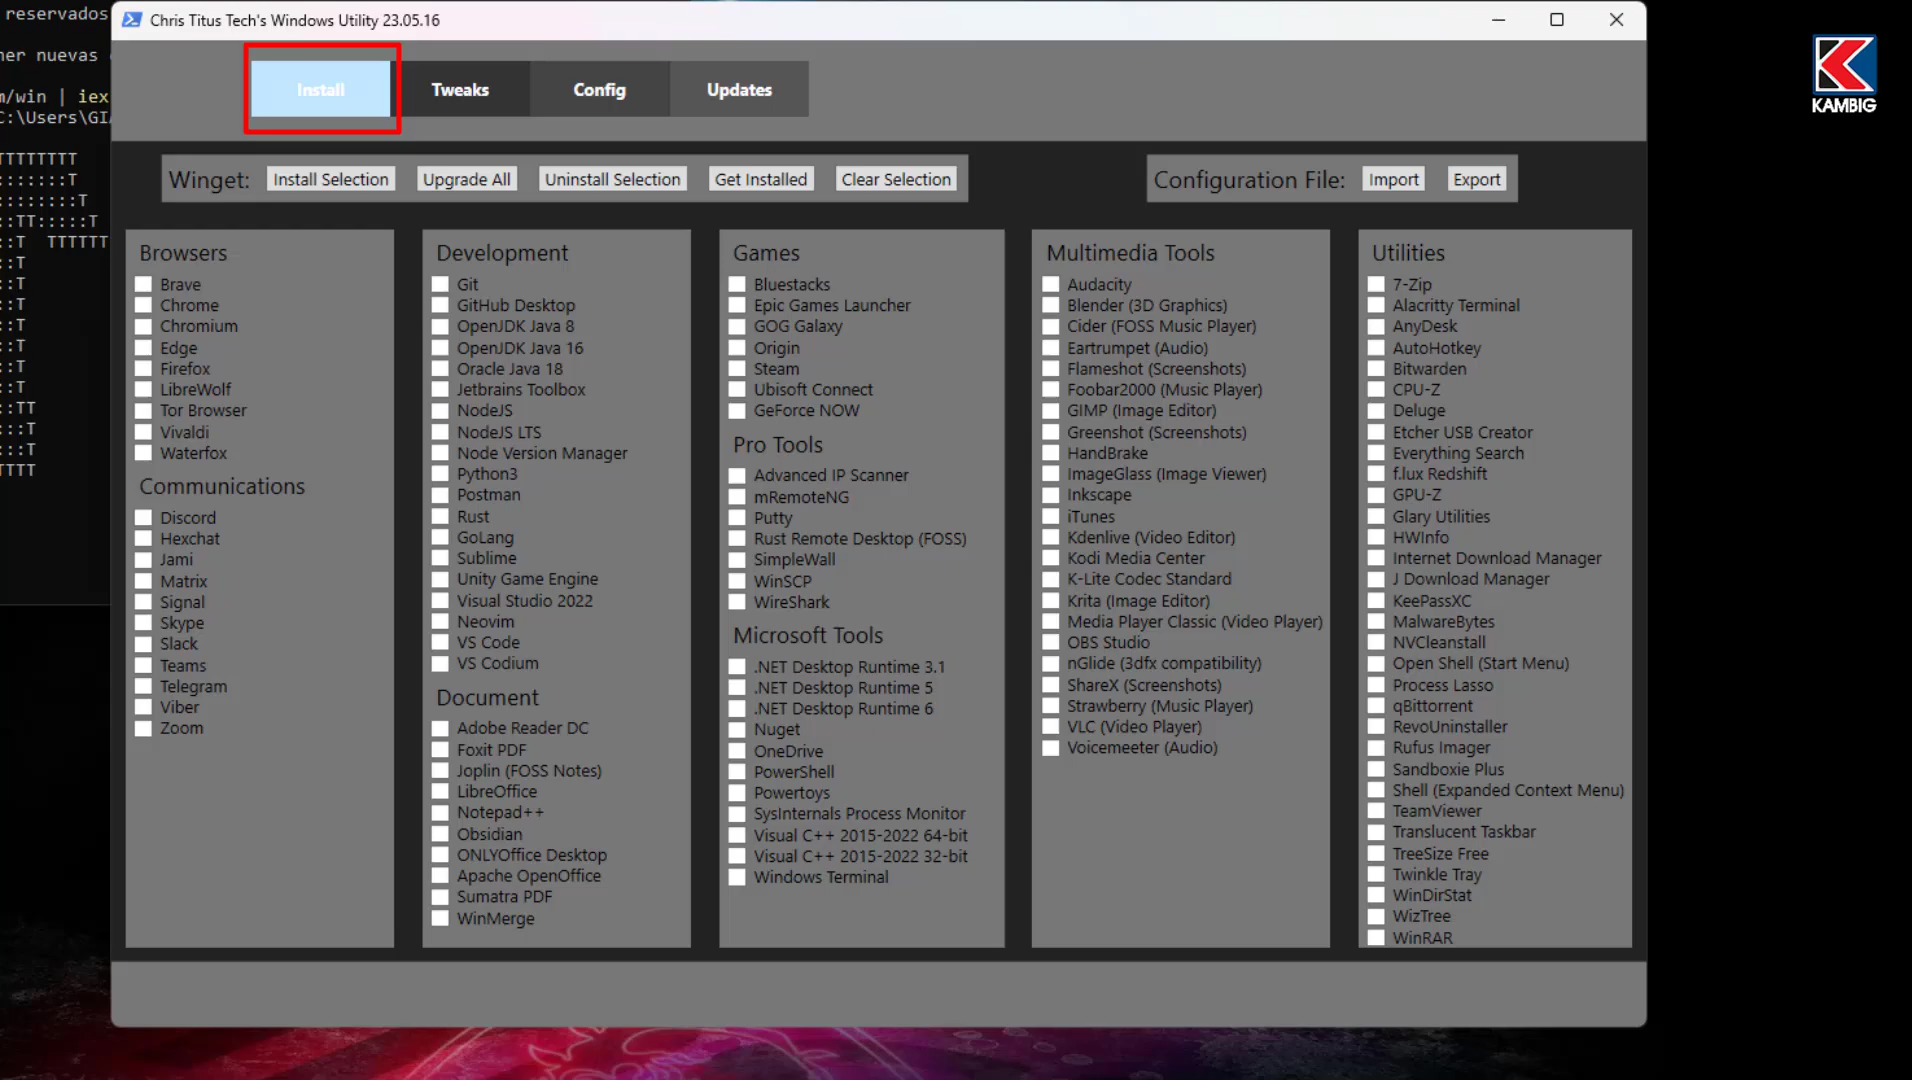 reservados
Chris Titus Tech's Windows Utility 23.05.16
ner nuevas
m/win | iex
C:\Users\GI
TTTTTTTT
:::::::T
::::::::T
::TT:::::T
::T  TTTTTT
::T
::T
::T
::T
::T
::T
::T
::TT
:::T
:::T
TTTT
Install
Tweaks
Config
Updates
KAMBIG
Winget:
Install Selection
Upgrade All
Uninstall Selection
Get Installed
Clear Selection
Configuration File:
Import
Export
Browsers
Brave
Chrome
Chromium
Edge
Firefox
LibreWolf
Tor Browser
Vivaldi
Waterfox
Communications
Discord
Hexchat
Jami
Matrix
Signal
Skype
Slack
Teams
Telegram
Viber
Zoom
Development
Git
GitHub Desktop
OpenJDK Java 8
OpenJDK Java 16
Oracle Java 18
Jetbrains Toolbox
NodeJS
NodeJS LTS
Node Version Manager
Python3
Postman
Rust
GoLang
Sublime
Unity Game Engine
Visual Studio 2022
Neovim
VS Code
VS Codium
Document
Adobe Reader DC
Foxit PDF
Joplin (FOSS Notes)
LibreOffice
Notepad++
Obsidian
ONLYOffice Desktop
Apache OpenOffice
Sumatra PDF
WinMerge
Games
Bluestacks
Epic Games Launcher
GOG Galaxy
Origin
Steam
Ubisoft Connect
GeForce NOW
Pro Tools
Advanced IP Scanner
mRemoteNG
Putty
Rust Remote Desktop (FOSS)
SimpleWall
WinSCP
WireShark
Microsoft Tools
.NET Desktop Runtime 3.1
.NET Desktop Runtime 5
.NET Desktop Runtime 6
Nuget
OneDrive
PowerShell
Powertoys
SysInternals Process Monitor
Visual C++ 2015-2022 64-bit
Visual C++ 2015-2022 32-bit
Windows Terminal
Multimedia Tools
Audacity
Blender (3D Graphics)
Cider (FOSS Music Player)
Eartrumpet (Audio)
Flameshot (Screenshots)
Foobar2000 (Music Player)
GIMP (Image Editor)
Greenshot (Screenshots)
HandBrake
ImageGlass (Image Viewer)
Inkscape
iTunes
Kdenlive (Video Editor)
Kodi Media Center
K-Lite Codec Standard
Krita (Image Editor)
Media Player Classic (Video Player)
OBS Studio
nGlide (3dfx compatibility)
ShareX (Screenshots)
Strawberry (Music Player)
VLC (Video Player)
Voicemeeter (Audio)
Utilities
7-Zip
Alacritty Terminal
AnyDesk
AutoHotkey
Bitwarden
CPU-Z
Deluge
Etcher USB Creator
Everything Search
f.lux Redshift
GPU-Z
Glary Utilities
HWInfo
Internet Download Manager
J Download Manager
KeePassXC
MalwareBytes
NVCleanstall
Open Shell (Start Menu)
Process Lasso
qBittorrent
RevoUninstaller
Rufus Imager
Sandboxie Plus
Shell (Expanded Context Menu)
TeamViewer
Translucent Taskbar
TreeSize Free
Twinkle Tray
WinDirStat
WizTree
WinRAR